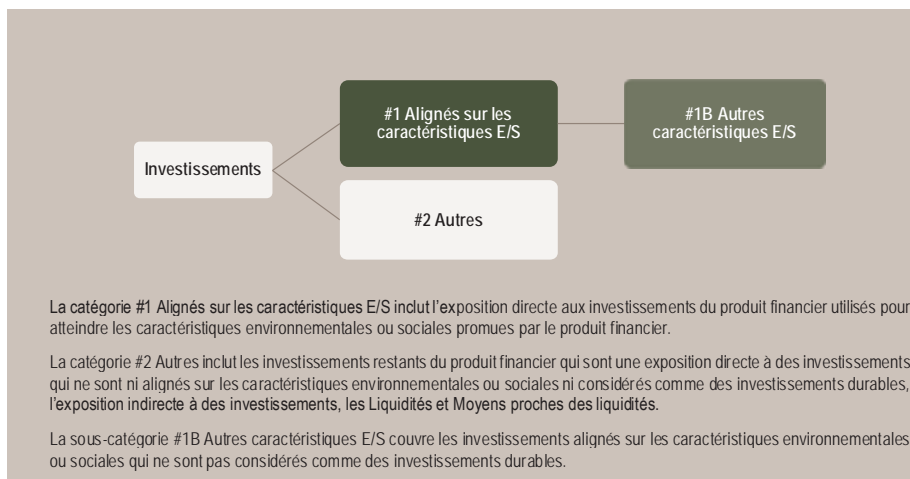 #1 Alignés sur les
caractéristiques E/S
#1B Autres
caractéristiques E/S
Investissements
#2 Autres
La catégorie #1 Alignés sur les caractéristiques E/S inclut l'exposition directe aux investissements du produit financier utilisés pour
atteindre les caractéristiques environnementales ou sociales promues par le produit financier.
La catégorie #2 Autres inclut les investissements restants du produit financier qui sont une exposition directe à des investissements
qui ne sont ni alignés sur les caractéristiques environnementales ou sociales ni considérés comme des investissements durables,
l'exposition indirecte à des investissements, les Liquidités et Moyens proches des liquidités.
La sous-catégorie #1B Autres caractéristiques E/S couvre les investissements alignés sur les caractéristiques environnementales
ou sociales qui ne sont pas considérés comme des investissements durables.